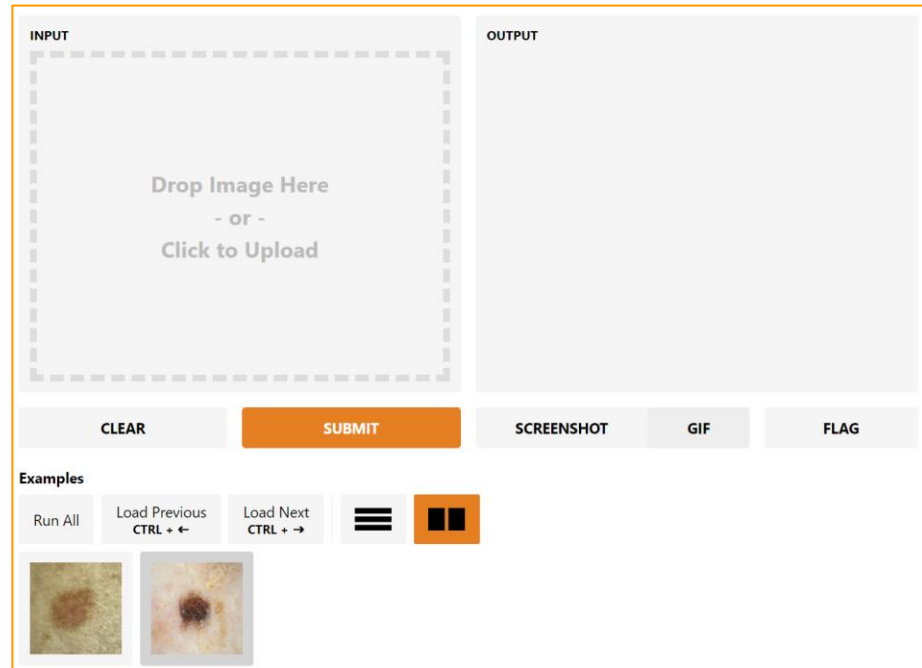 INPUT
OUTPUT
Drop Image Here
- or -
Click to Upload
CLEAR
SUBMIT
SCREENSHOT
GIF
FLAG
Examples
Run All
Load Previous
CTRL + ←
Load Next
CTRL + →